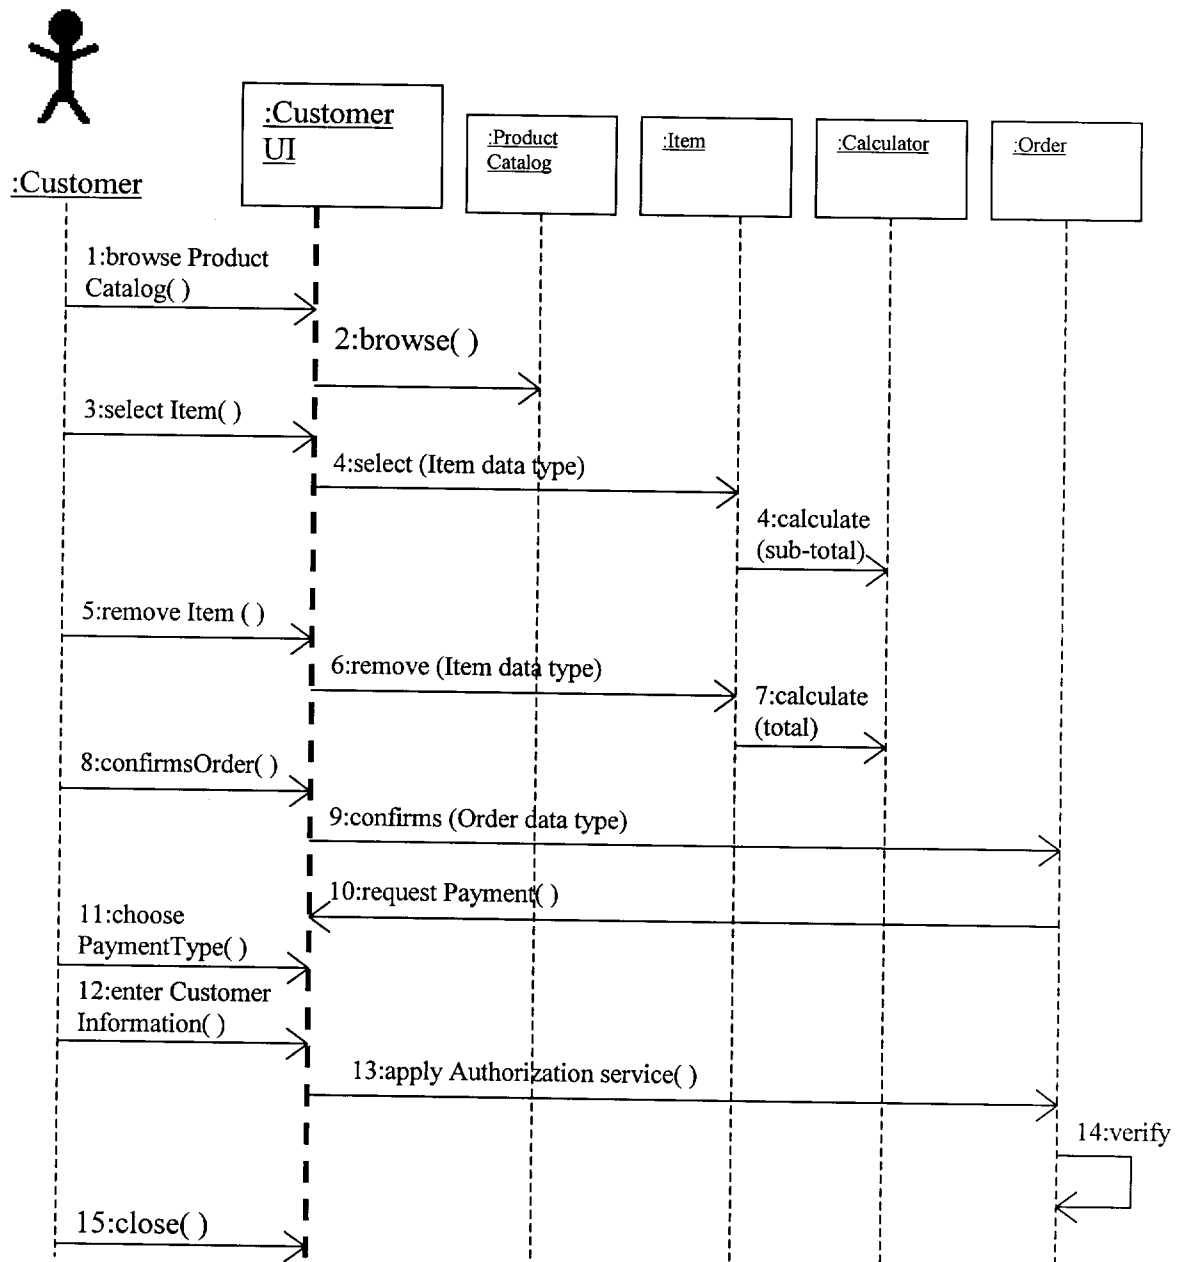 :Customer
:Customer
UI
:Product
Catalog
:Item
:Calculator
:Order
1:browse Product
Catalog( )
2:browse( )
3:select Item( )
4:select (Item data type)
4:calculate
(sub-total)
5:remove Item ( )
6:remove (Item data type)
7:calculate
(total)
8:confirmsOrder( )
9:confirms (Order data type)
10:request Payment( )
11:choose
PaymentType( )
12:enter Customer
Information( )
13:apply Authorization service( )
14:verify
15:close( )